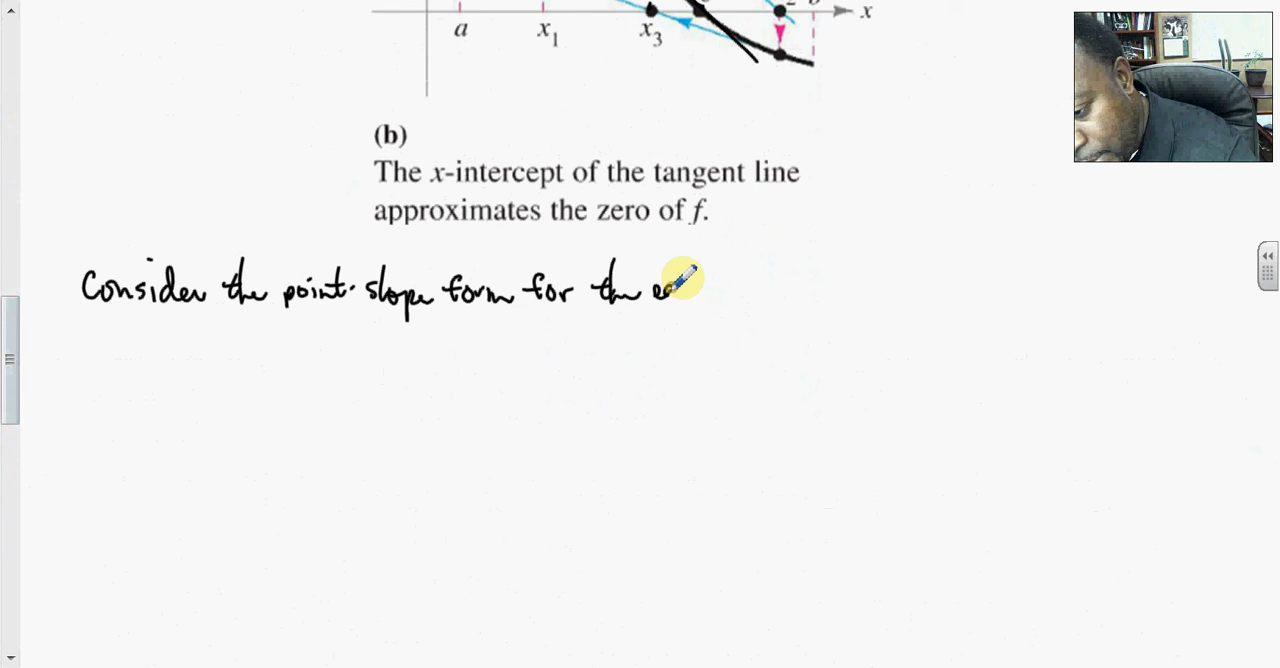 a x₁ x₃ x
(b)
The x-intercept of the tangent line
approximates the zero of f.
Consider the point-slope form for the